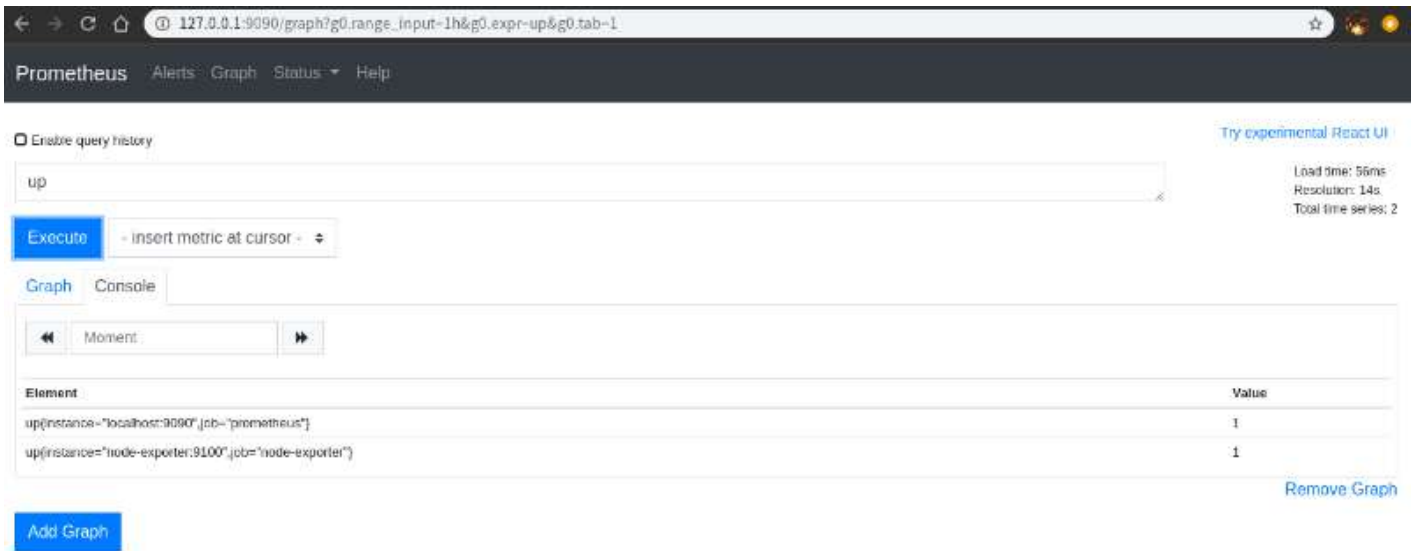 127.0.0.1:9090/graph?g0.range_input=1h&g0.expr=up&g0.tab=1
Prometheus Alerts Graph Status Help
Enable query history
Try experimental React UI
up
Load time: 56ms
Resolution: 14s
Total time series: 2
Execute
- insert metric at cursor -
Graph Console
Moment
Element Value
up{instance="localhost:9090",job="prometheus"} 1
up{instance="node-exporter:9100",job="node-exporter"} 1
Remove Graph
Add Graph